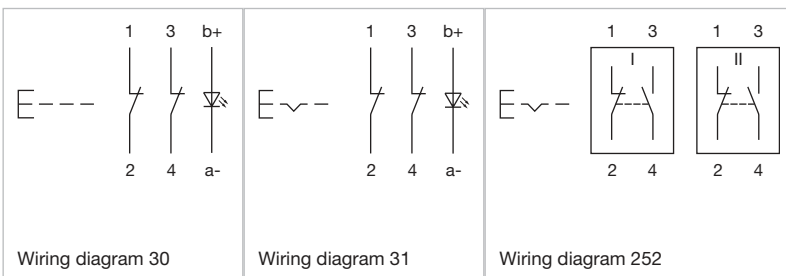 1 3 b+
2 4 a-
Wiring diagram 30
1 3 b+
2 4 a-
Wiring diagram 31
1 3 1 3
I II
2 4 2 4
Wiring diagram 252